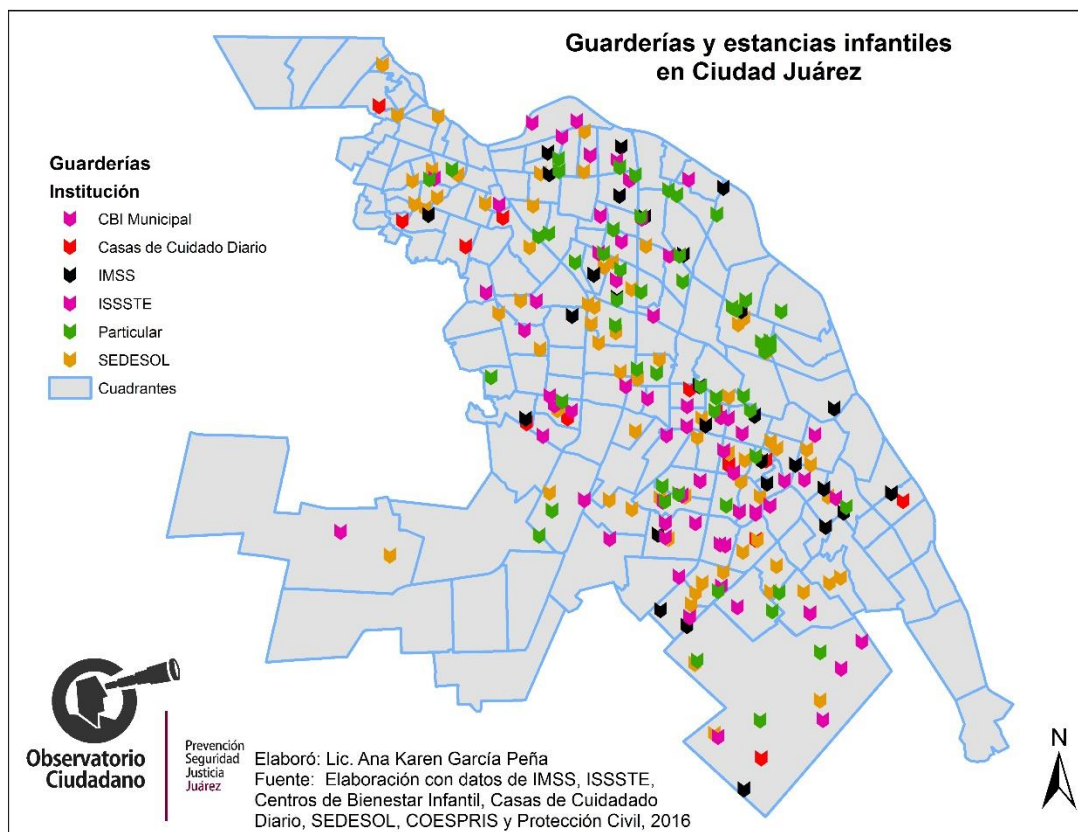 Guarderías y estancias infantiles
en Ciudad Juárez
Guarderías
Institución
CBI Municipal
Casas de Cuidado Diario
IMSS
ISSSTE
Particular
SEDESOL
Cuadrantes
Observatorio
Ciudadano
Prevención
Seguridad
Justicia
Juárez
Elaboró: Lic. Ana Karen García Peña
Fuente: Elaboración con datos de IMSS, ISSSTE,
Centros de Bienestar Infantil, Casas de Cuidadado
Diario, SEDESOL, COESPRIS y Protección Civil, 2016
N